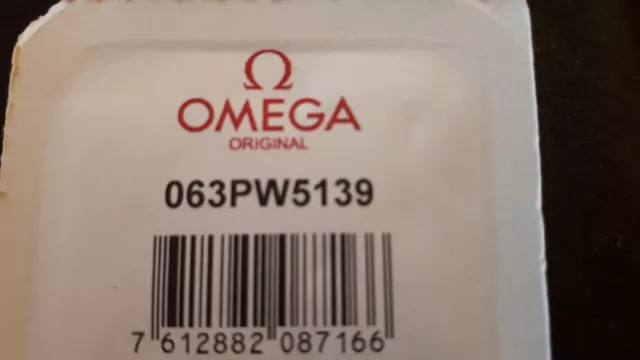 Ω
OMEGA
ORIGINAL
063PW5139
7 612882 087166